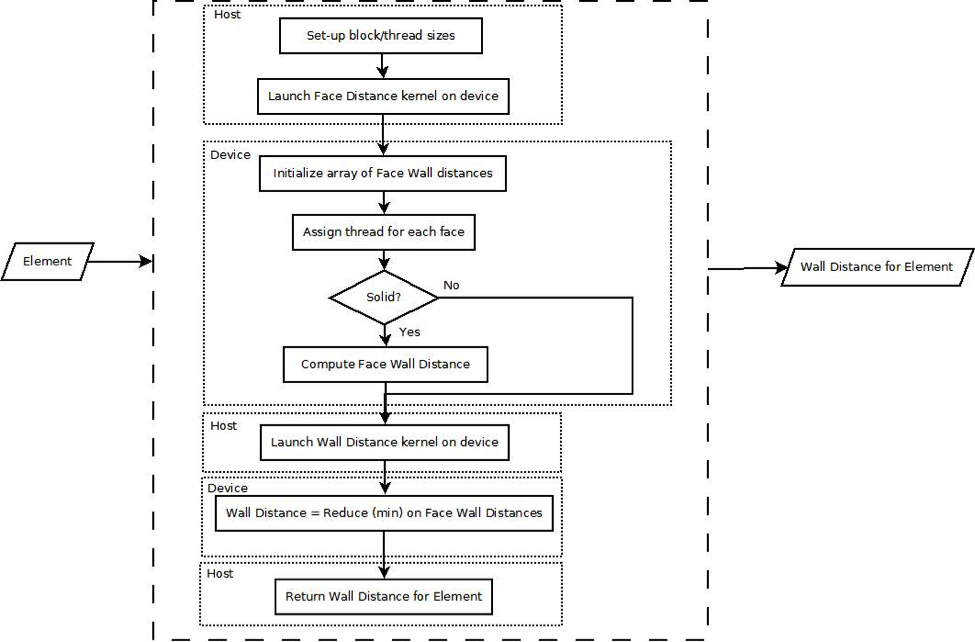 Host
Set-up block/thread sizes
Launch Face Distance kernel on device
Device
Initialize array of Face Wall distances
Assign thread for each face
Element
Solid?
No
Yes
Wall Distance for Element
Compute Face Wall Distance
Host
Launch Wall Distance kernel on device
Device
Wall Distance = Reduce (min) on Face Wall Distances
Host
Return Wall Distance for Element